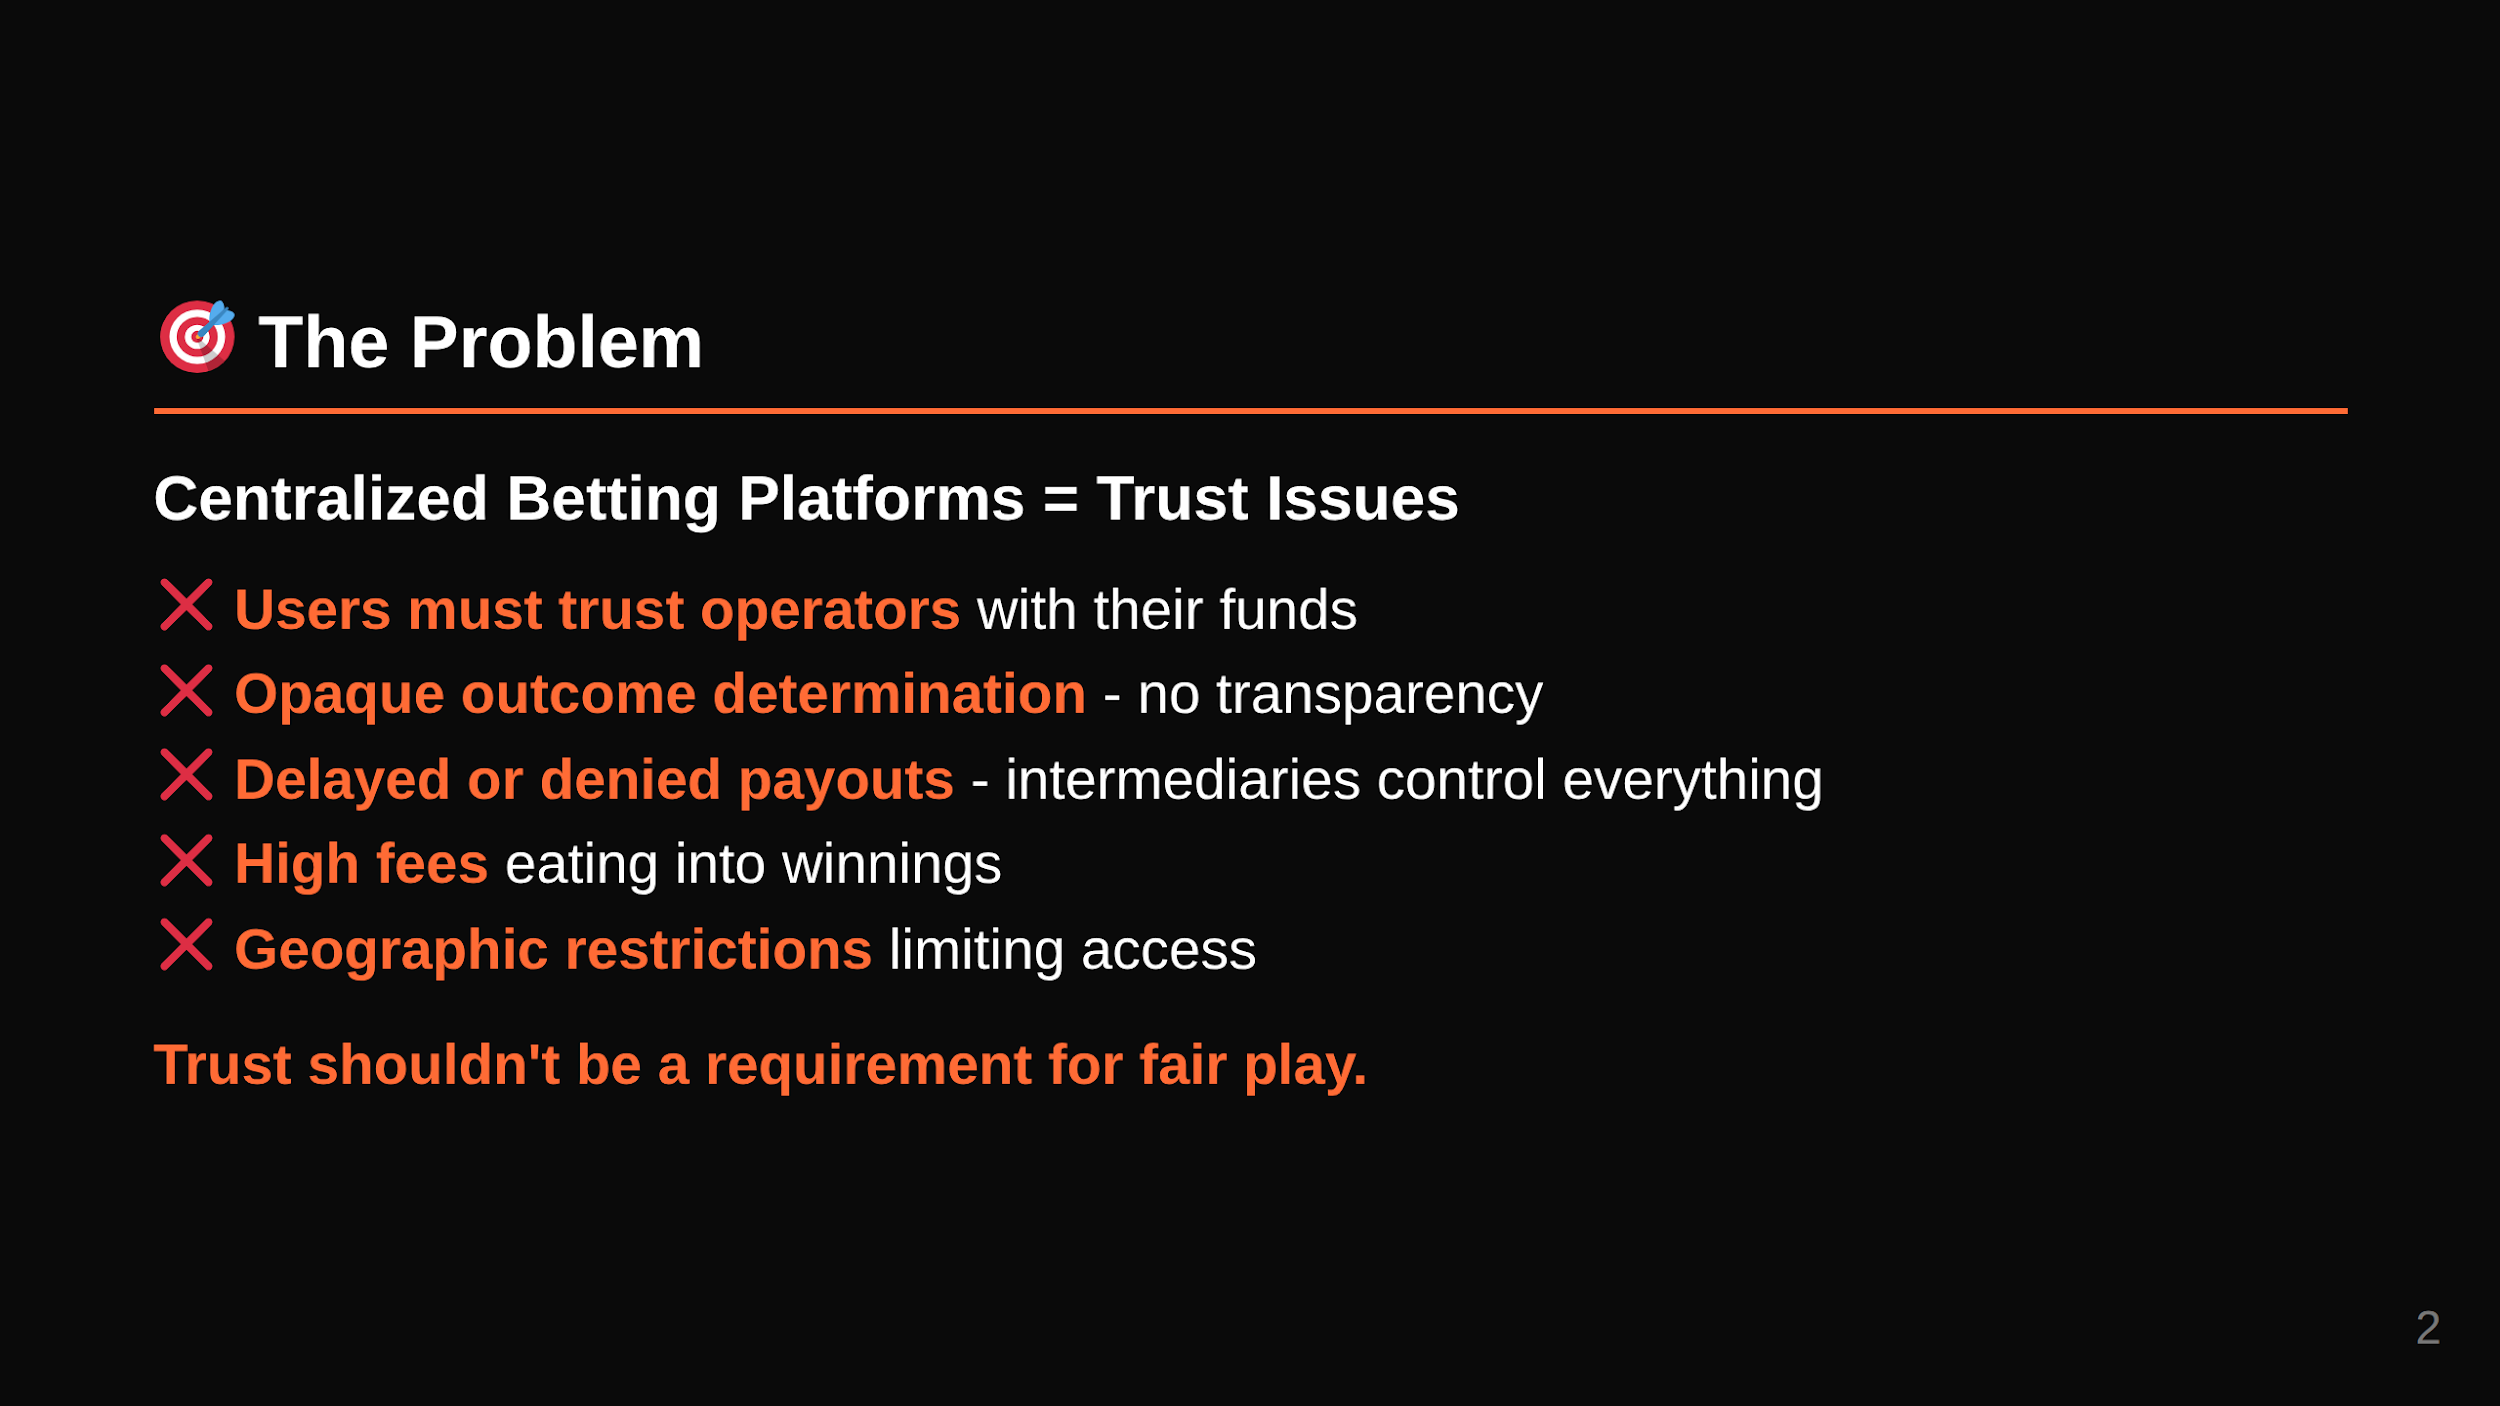 The Problem
Centralized Betting Platforms = Trust Issues
Users must trust operators with their funds
Opaque outcome determination - no transparency
Delayed or denied payouts - intermediaries control everything
High fees eating into winnings
Geographic restrictions limiting access
Trust shouldn't be a requirement for fair play.
2